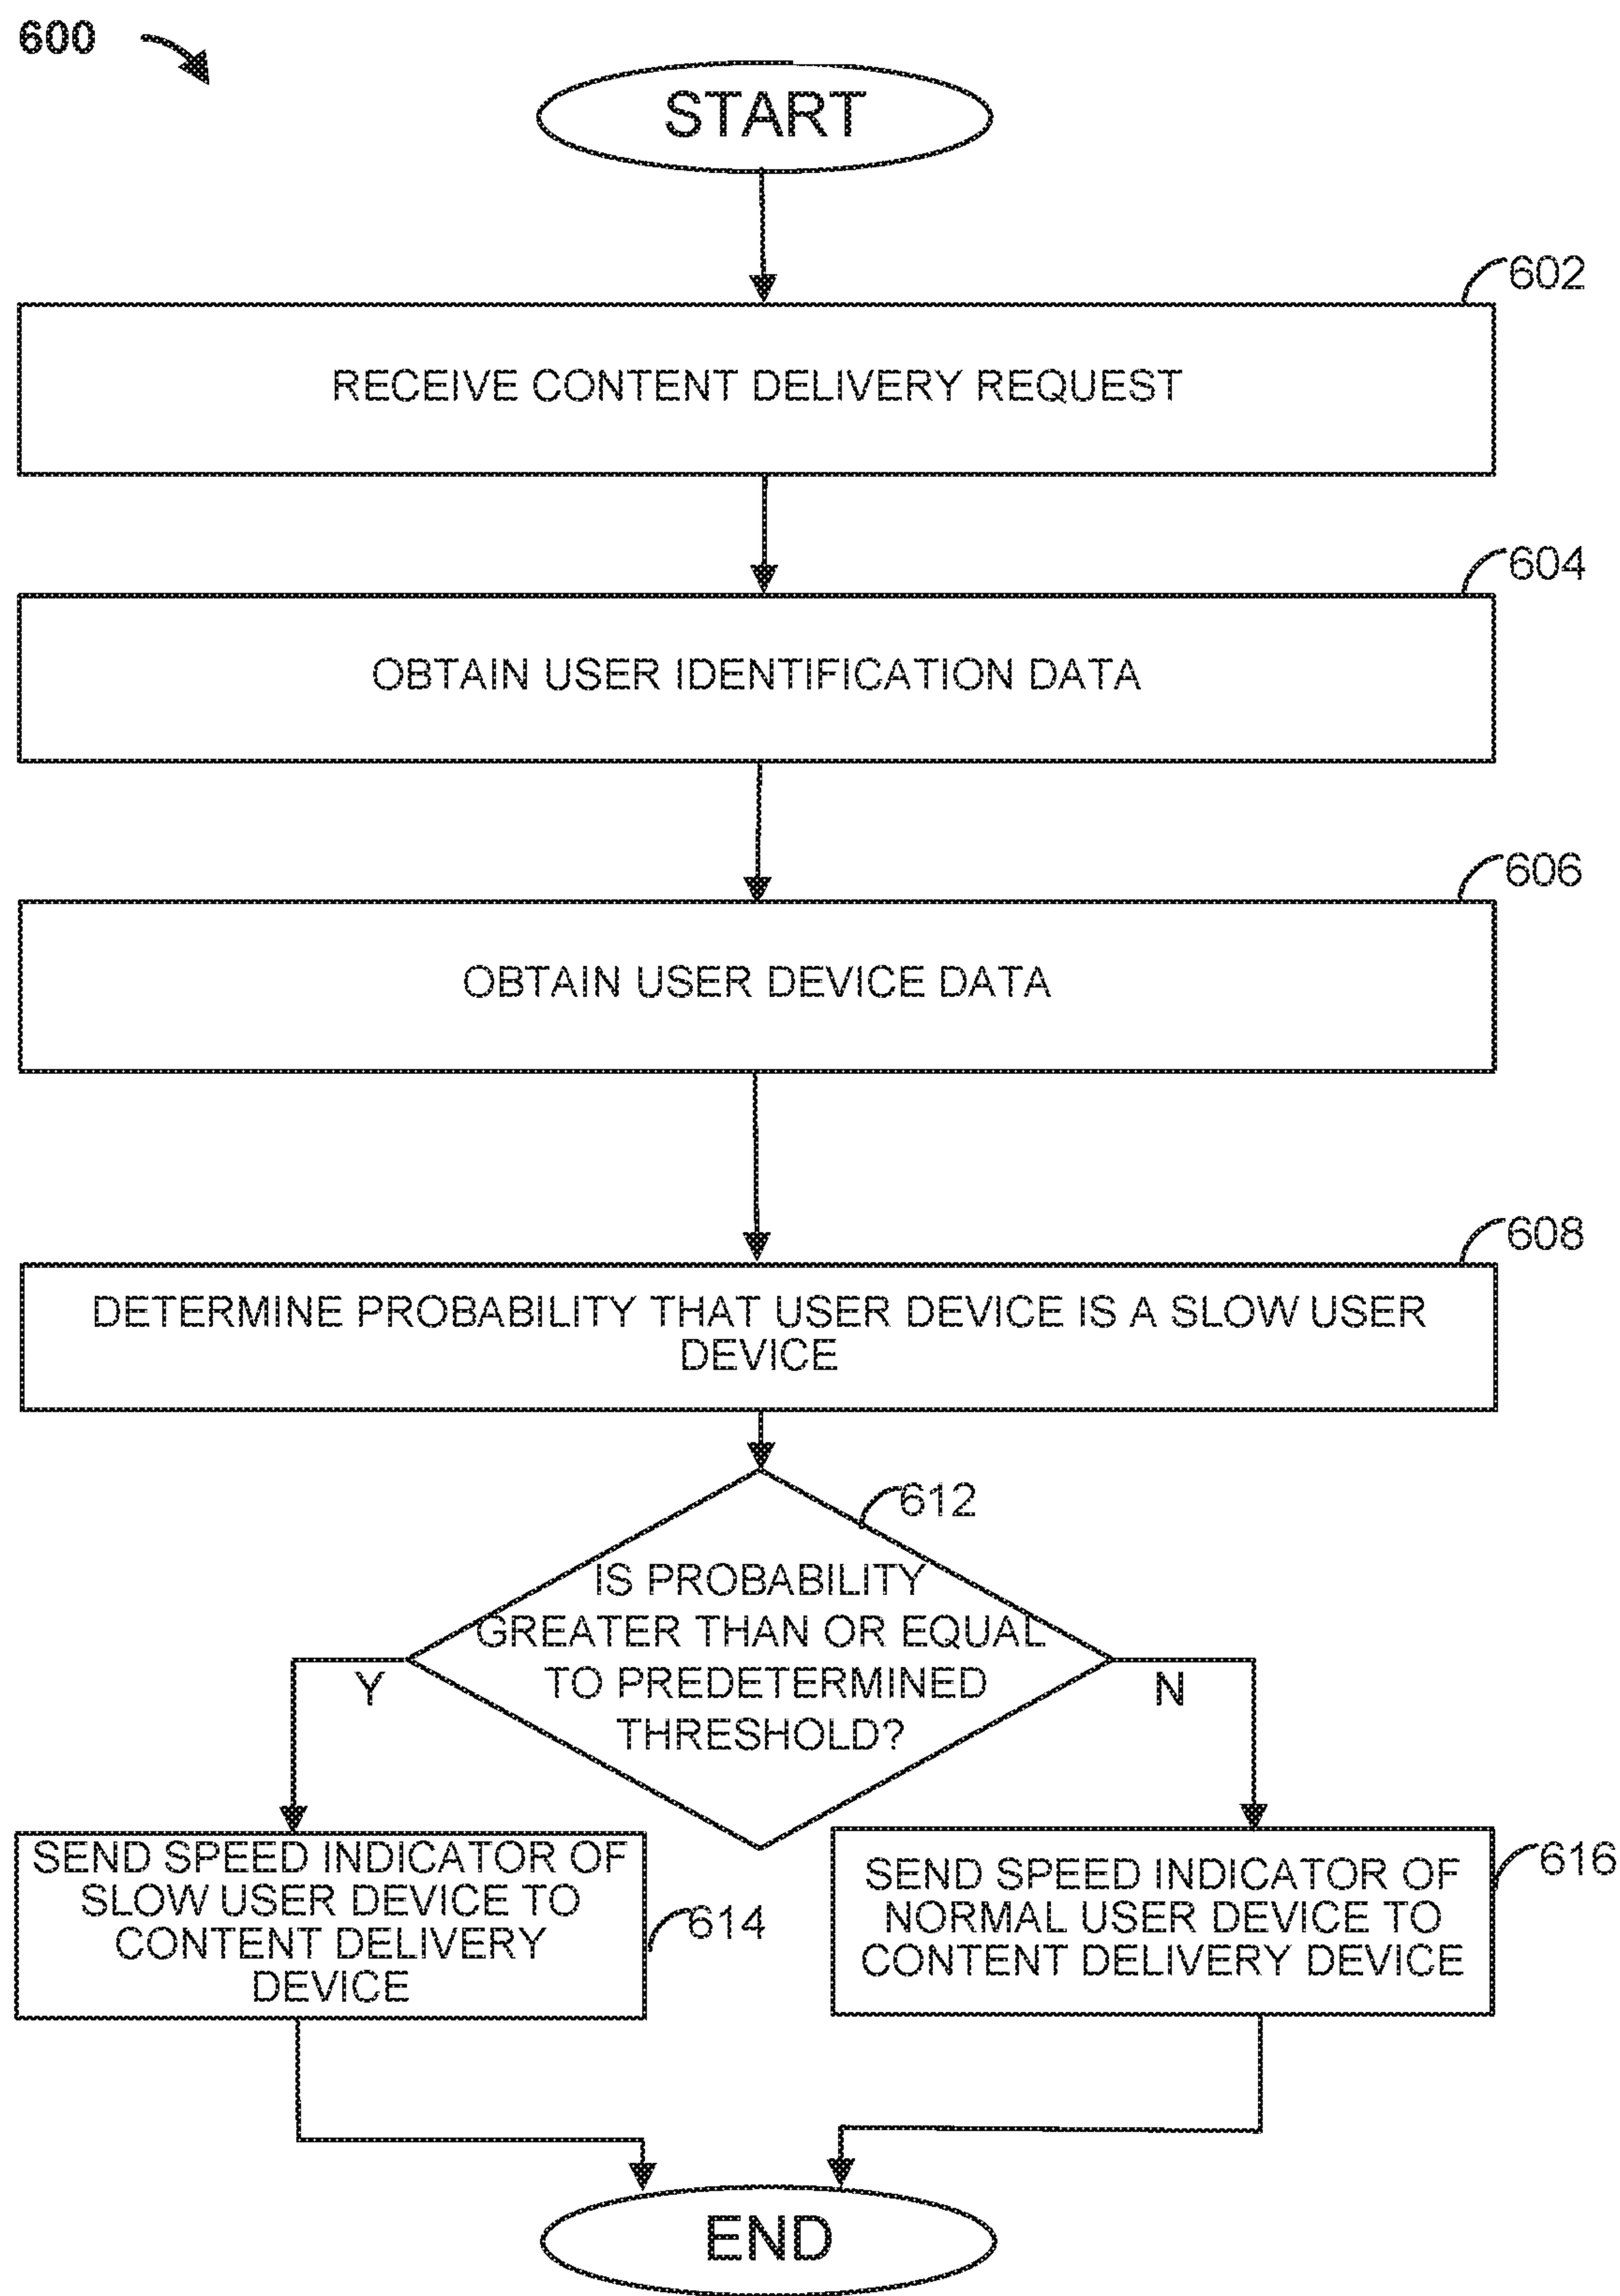 600
START
602
RECEIVE CONTENT DELIVERY REQUEST
604
OBTAIN USER IDENTIFICATION DATA
606
OBTAIN USER DEVICE DATA
608
DETERMINE PROBABILITY THAT USER DEVICE IS A SLOW USER
DEVICE
612
IS PROBABILITY
GREATER THAN OR EQUAL
TO PREDETERMINED
THRESHOLD?
Y
N
SEND SPEED INDICATOR OF
SLOW USER DEVICE TO
CONTENT DELIVERY
DEVICE
614
SEND SPEED INDICATOR OF
NORMAL USER DEVICE TO
CONTENT DELIVERY DEVICE
616
END